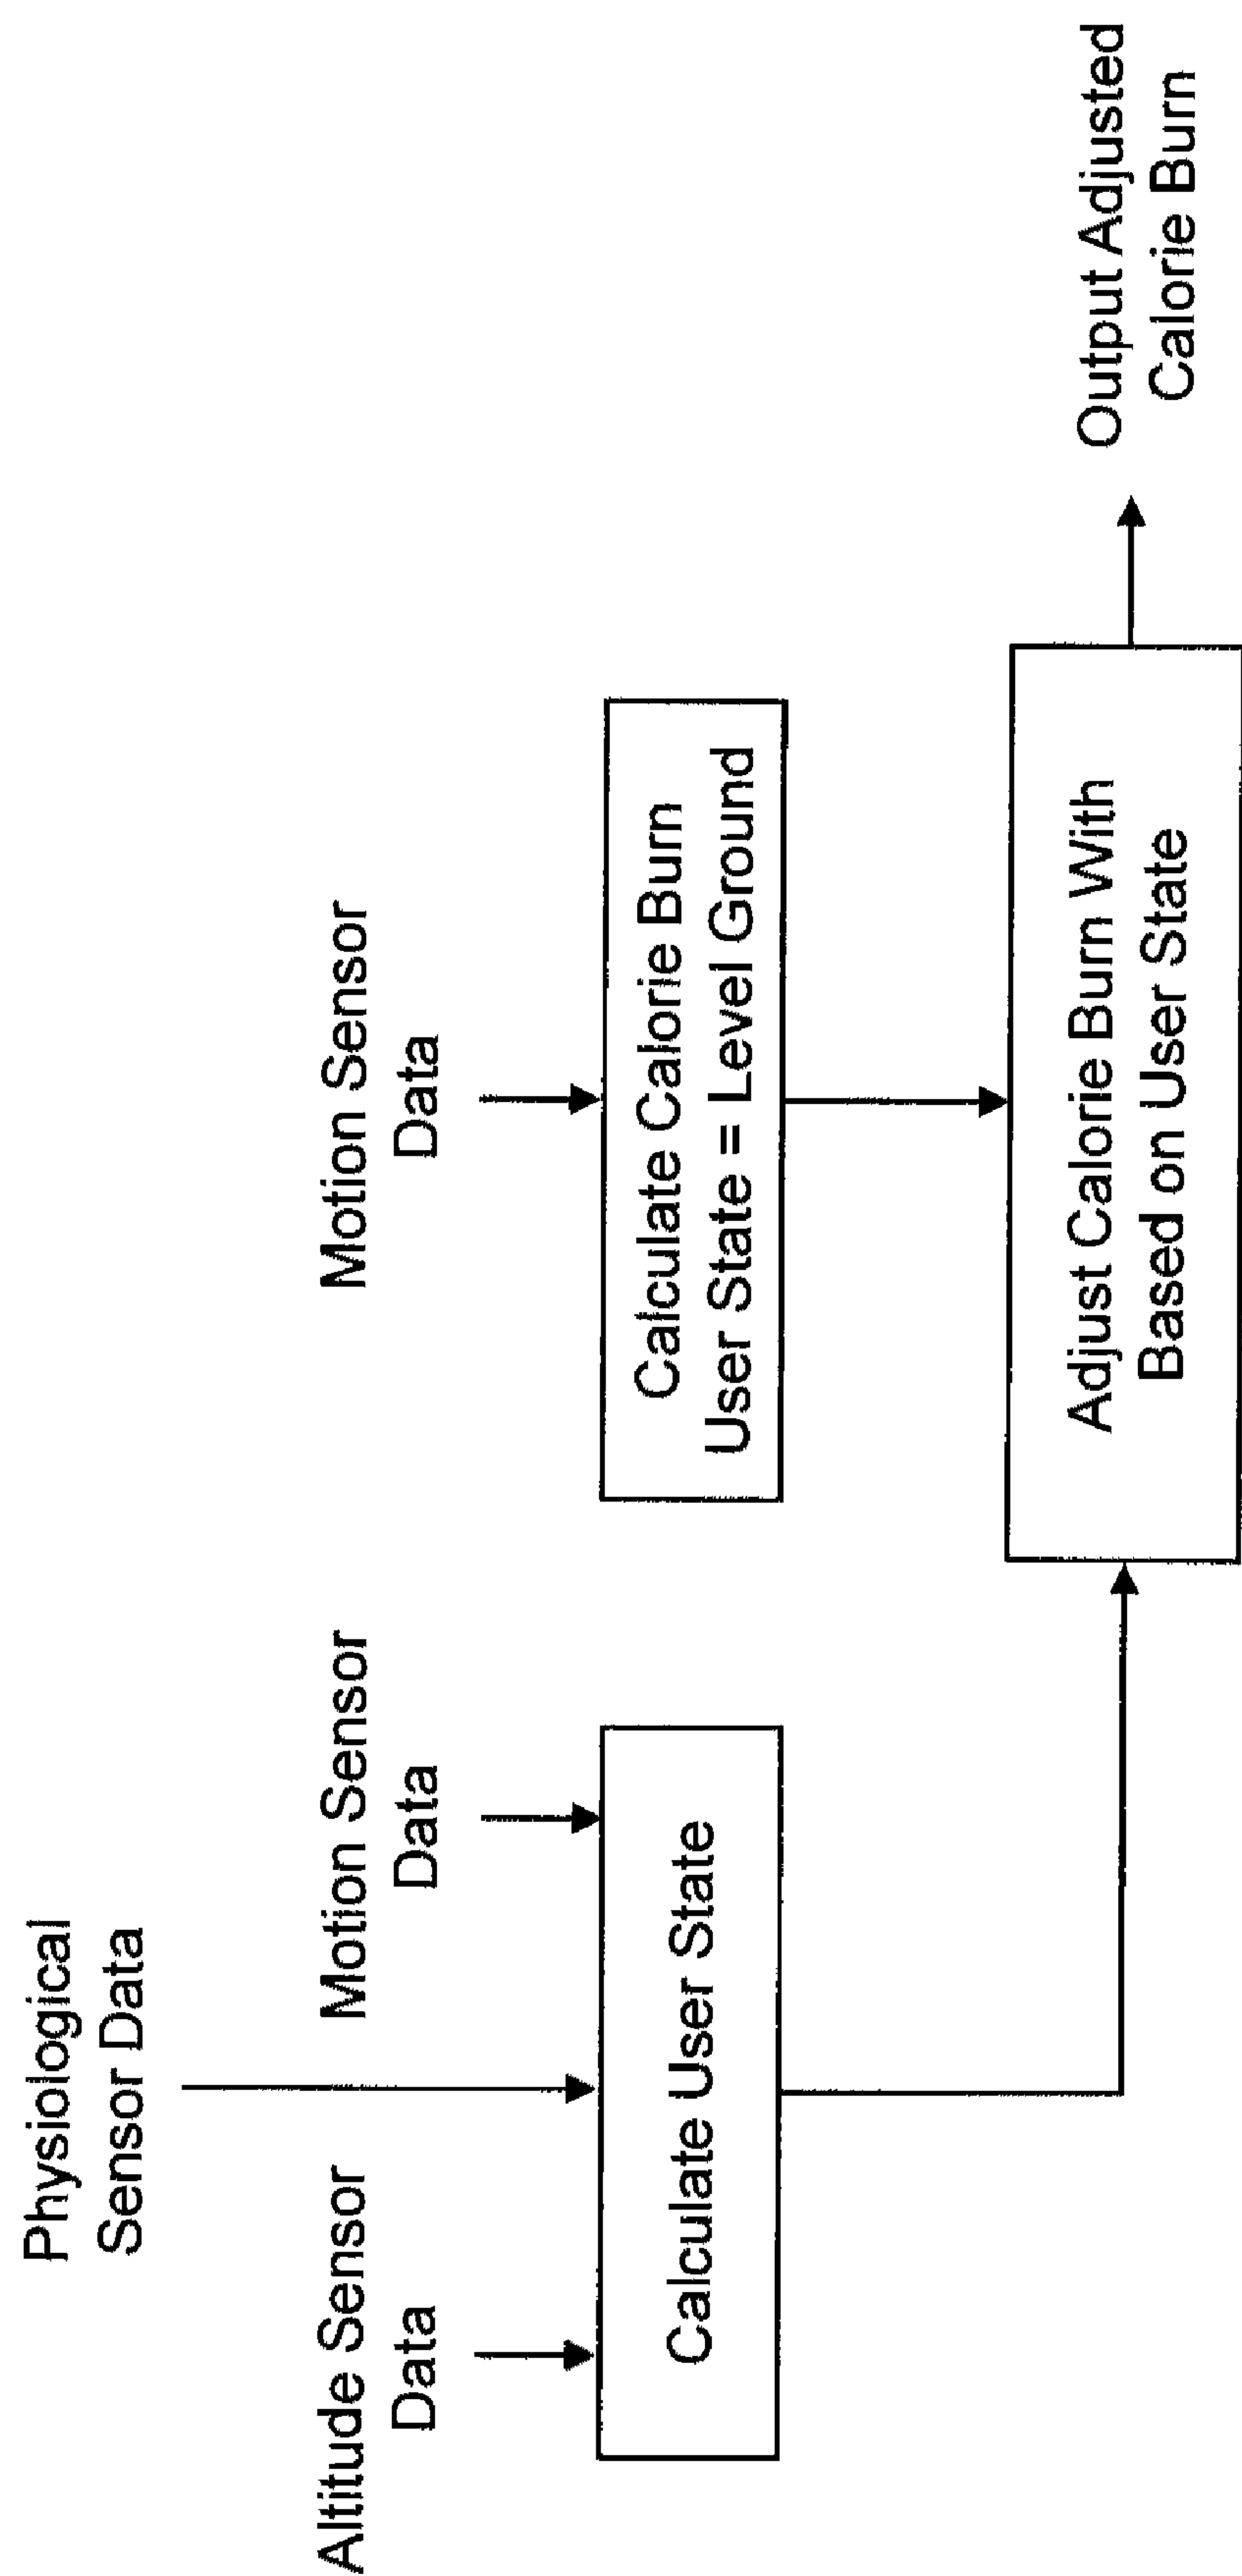 Physiological
Sensor Data
Altitude Sensor
Data
Motion Sensor
Data
Motion Sensor
Data
Calculate User State
Calculate Calorie Burn
User State = Level Ground
Adjust Calorie Burn With
Based on User State
Output Adjusted
Calorie Burn